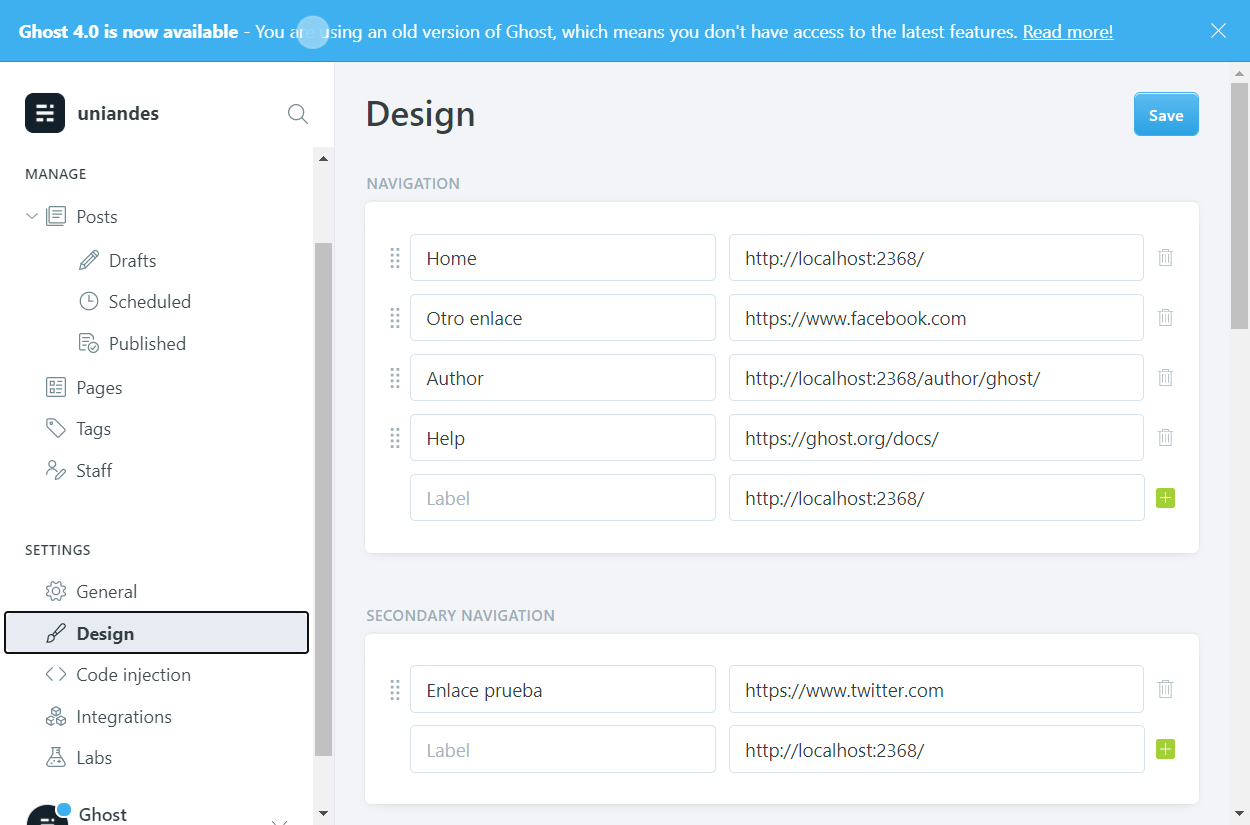 Ghost 4.0 is now available - You are using an old version of Ghost, which means you don't have access to the latest features. Read more!
uniandes
MANAGE
Posts
Drafts
Scheduled
Published
Pages
Tags
Staff
SETTINGS
General
Design
Code injection
Integrations
Labs
Ghost
Design
Save
NAVIGATION
Home http://localhost:2368/
Otro enlace https://www.facebook.com
Author http://localhost:2368/author/ghost/
Help https://ghost.org/docs/
Label http://localhost:2368/
SECONDARY NAVIGATION
Enlace prueba https://www.twitter.com
Label http://localhost:2368/